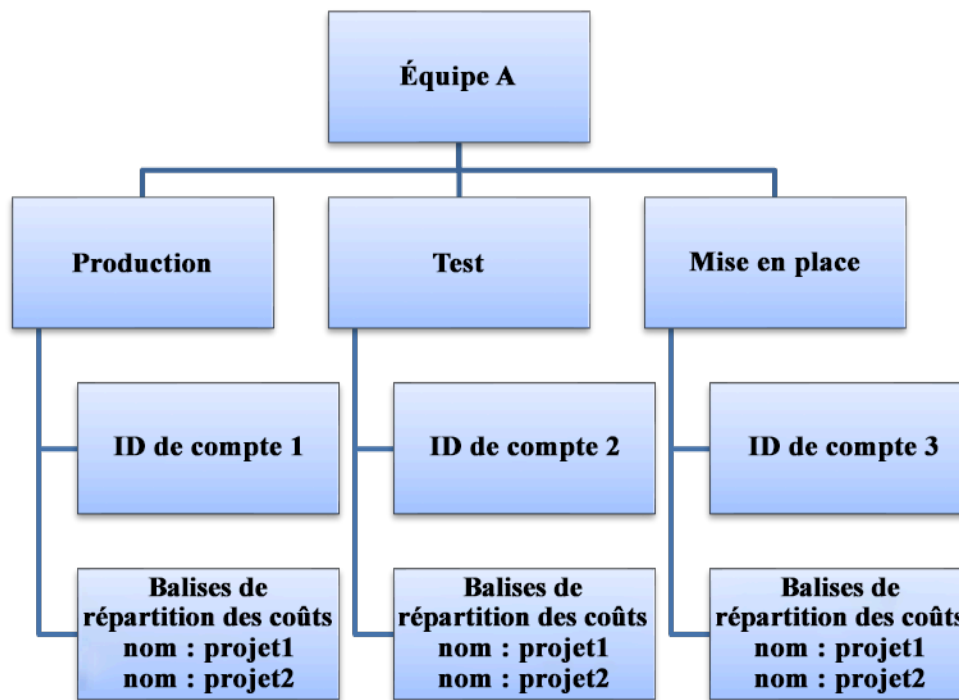 Équipe A
Production
Test
Mise en place
ID de compte 1
ID de compte 2
ID de compte 3
Balises de
répartition des coûts
nom : projet1
nom : projet2
Balises de
répartition des coûts
nom : projet1
nom : projet2
Balises de
répartition des coûts
nom : projet1
nom : projet2